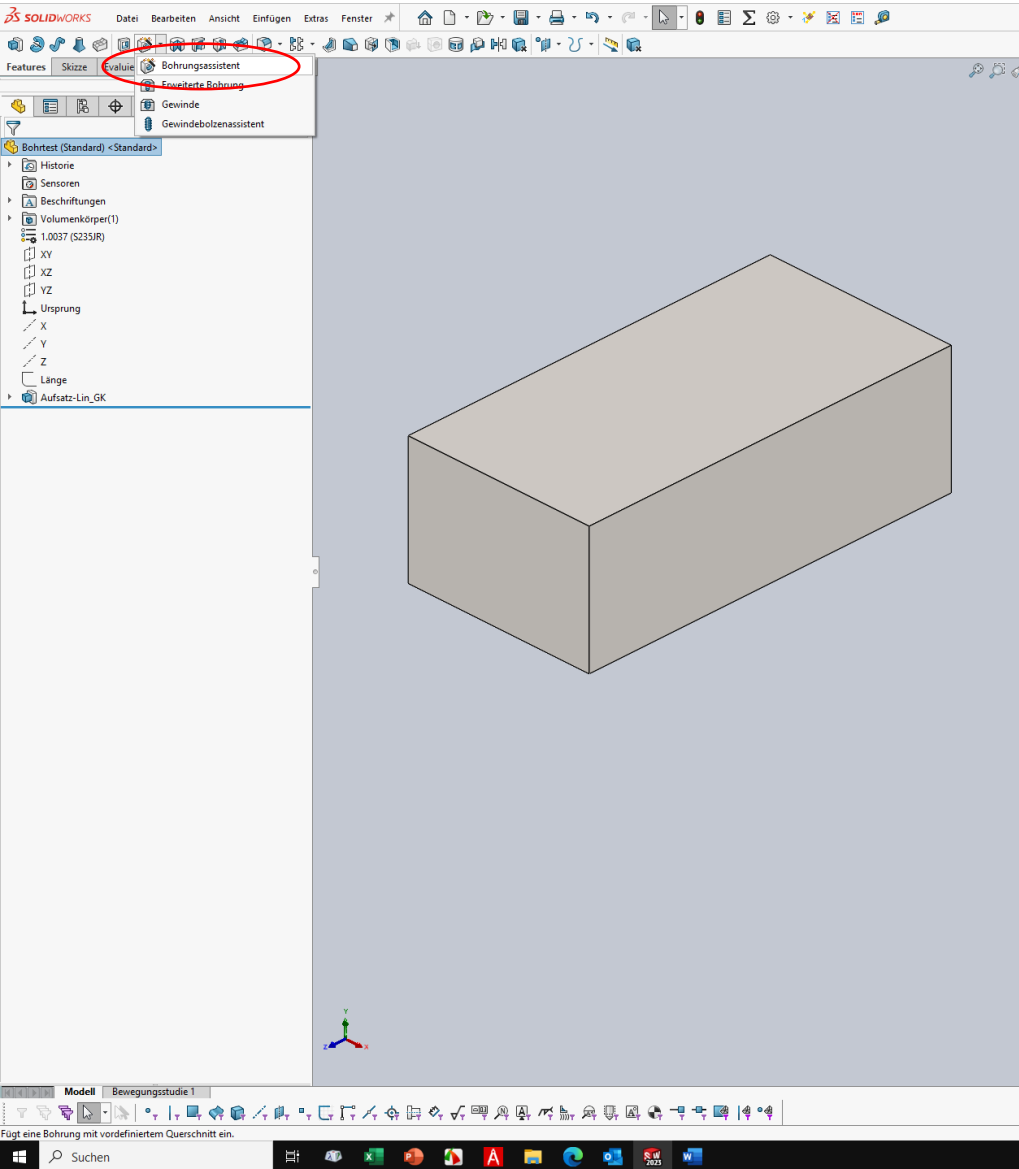 SOLIDWORKS Datei Bearbeiten Ansicht Einfügen Extras Fenster
Features Skizze Evaluie
Bohrungsassistent
Erweiterte Bohrung
Gewinde
Gewindebolzenassistent
Bohrtest (Standard) <Standard>
Historie
Sensoren
Beschriftungen
Volumenkörper(1)
1.0037 (S235JR)
XY
XZ
YZ
Ursprung
X
Y
Z
Länge
Aufsatz-Lin_GK
Y
Z X
Modell Bewegungsstudie 1
Fügt eine Bohrung mit vordefiniertem Querschnitt ein.
Suchen
SW
2023